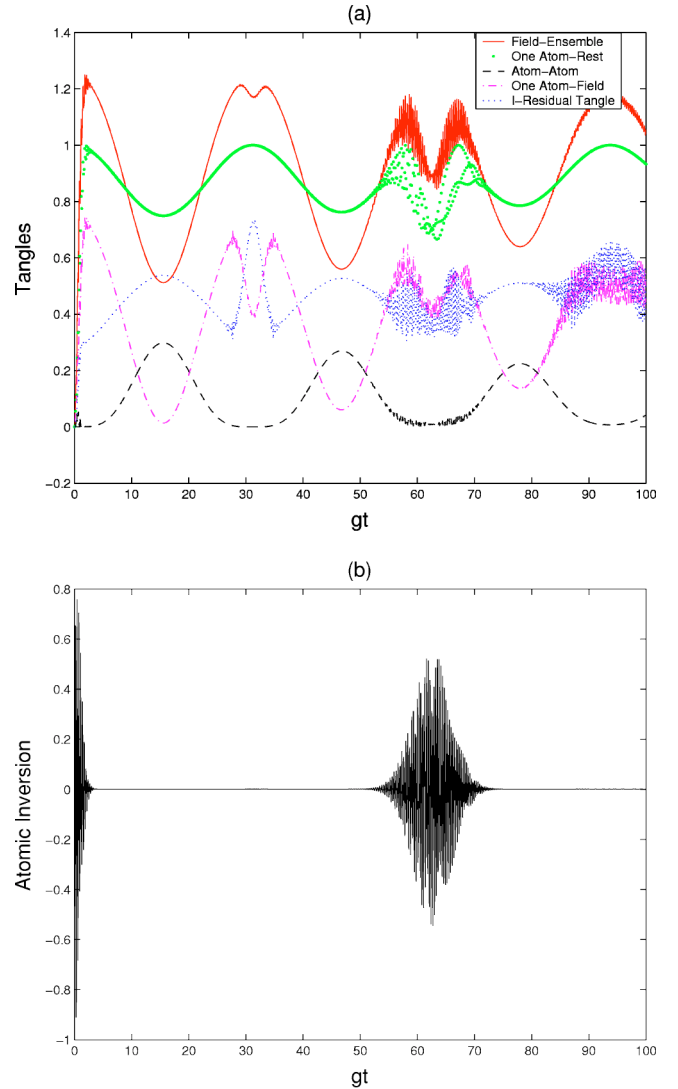 (a)
Field−Ensemble
One Atom−Rest
Atom−Atom
One Atom−Field
I−Residual Tangle
1.4
1.2
1
0.8
0.6
0.4
0.2
0
−0.2
Tangles
0 10 20 30 40 50 60 70 80 90 100
gt
(b)
0.8
0.6
0.4
0.2
0
−0.2
−0.4
−0.6
−0.8
−1
Atomic Inversion
0 10 20 30 40 50 60 70 80 90 100
gt